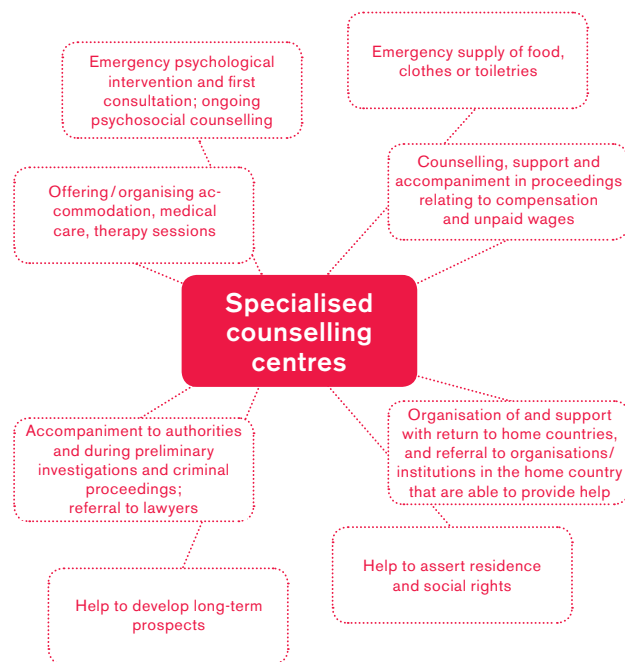 Emergency psychological
intervention and first
consultation; ongoing
psychosocial counselling
Emergency supply of food,
clothes or toiletries
Offering / organising ac-
commodation, medical
care, therapy sessions
Counselling, support and
accompaniment in proceedings
relating to compensation
and unpaid wages
Specialised
counselling
centres
Accompaniment to authorities
and during preliminary
investigations and criminal
proceedings;
referral to lawyers
Organisation of and support
with return to home countries,
and referral to organisations/
institutions in the home country
that are able to provide help
Help to develop long-term
prospects
Help to assert residence
and social rights